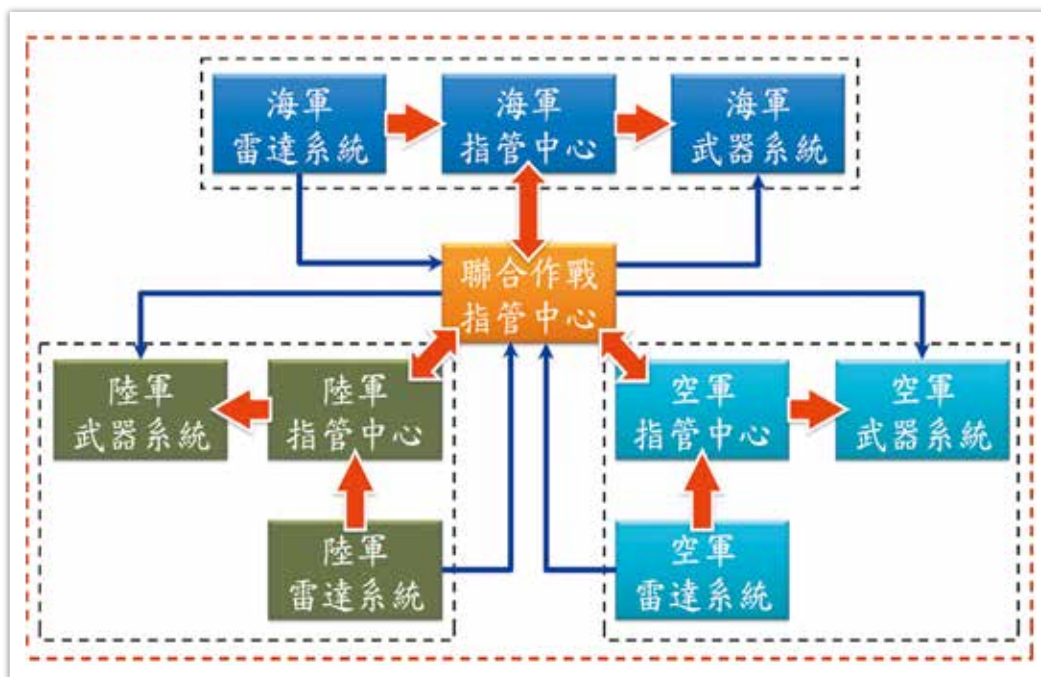 海軍
雷達系統
海軍
指管中心
海軍
武器系統
聯合作戰
指管中心
陸軍
武器系統
陸軍
指管中心
空軍
指管中心
空軍
武器系統
陸軍
雷達系統
空軍
雷達系統